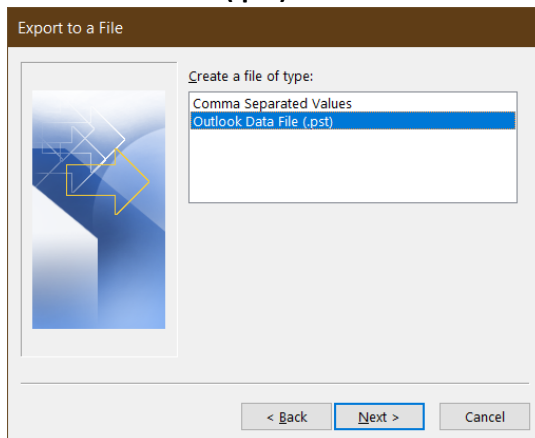 Export to a File
Create a file of type:
Comma Separated Values
Outlook Data File (.pst)
< Back Next > Cancel